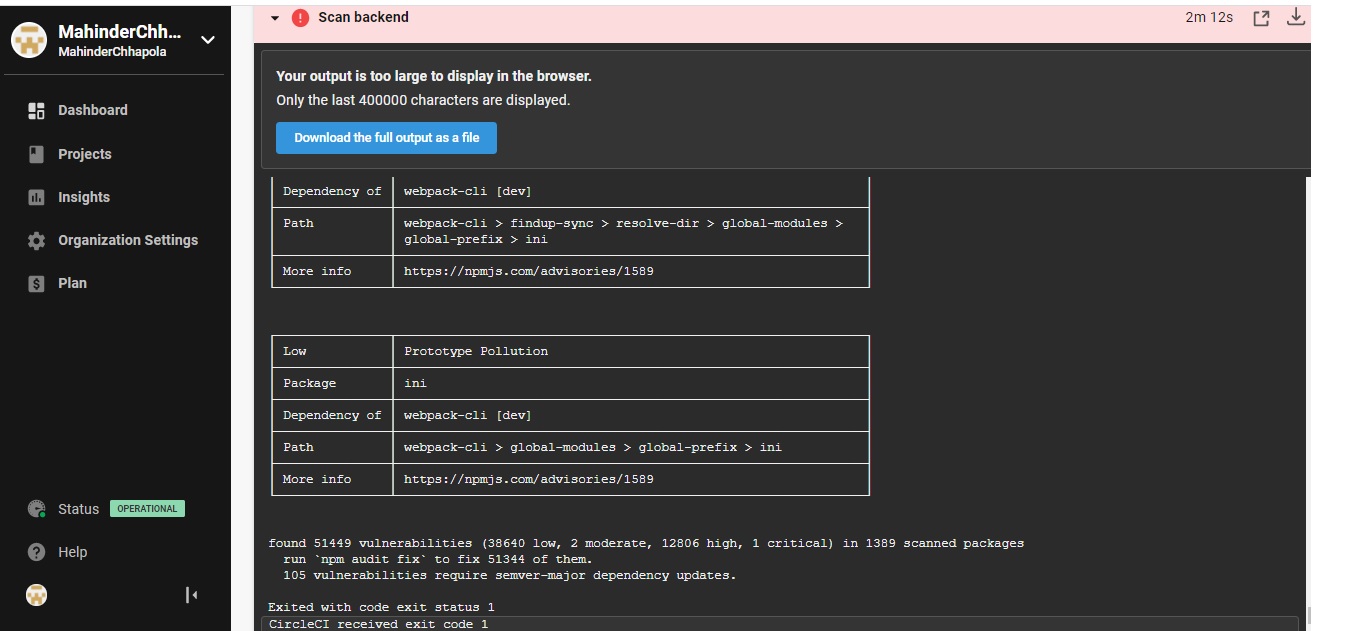 MahinderChh...
MahinderChhapola
Dashboard
Projects
Insights
Organization Settings
Plan
Status OPERATIONAL
Help
Scan backend 2m 12s
Your output is too large to display in the browser.
Only the last 400000 characters are displayed.
Download the full output as a file
Dependency of webpack-cli [dev]
Path webpack-cli > findup-sync > resolve-dir > global-modules >
global-prefix > ini
More info https://npmjs.com/advisories/1589
Low Prototype Pollution
Package ini
Dependency of webpack-cli [dev]
Path webpack-cli > global-modules > global-prefix > ini
More info https://npmjs.com/advisories/1589
found 51449 vulnerabilities (38640 low, 2 moderate, 12806 high, 1 critical) in 1389 scanned packages
run `npm audit fix` to fix 51344 of them.
105 vulnerabilities require semver-major dependency updates.
Exited with code exit status 1
CircleCI received exit code 1